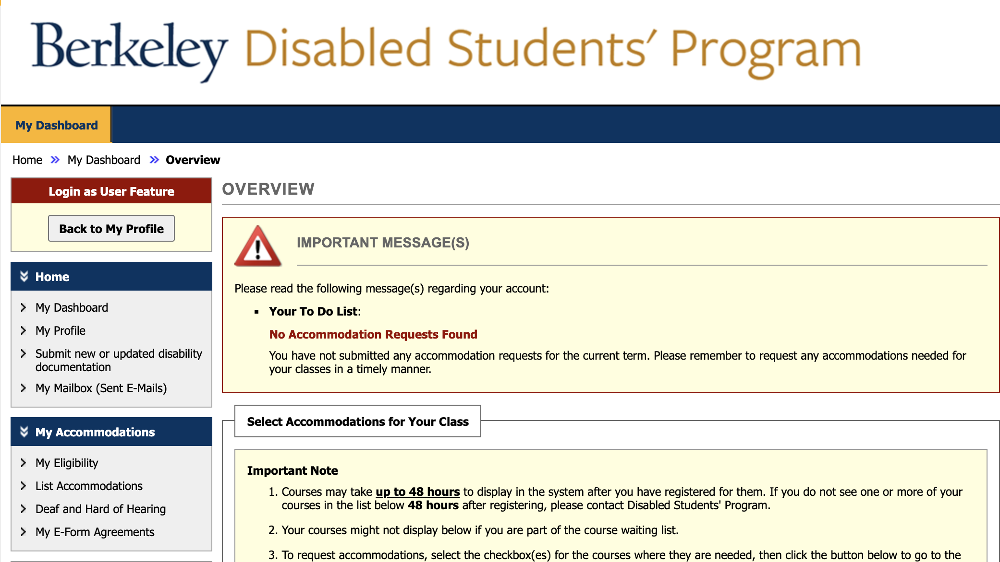 Berkeley Disabled Students' Program
My Dashboard
Home » My Dashboard » Overview
Login as User Feature
Back to My Profile
Home
My Dashboard
My Profile
Submit new or updated disability
documentation
My Mailbox (Sent E-Mails)
My Accommodations
My Eligibility
List Accommodations
Deaf and Hard of Hearing
My E-Form Agreements
OVERVIEW
IMPORTANT MESSAGE(S)
Please read the following message(s) regarding your account:
▪ Your To Do List:
No Accommodation Requests Found
You have not submitted any accommodation requests for the current term. Please remember to request any accommodations needed for
your classes in a timely manner.
Select Accommodations for Your Class
Important Note
1. Courses may take up to 48 hours to display in the system after you have registered for them. If you do not see one or more of your
courses in the list below 48 hours after registering, please contact Disabled Students' Program.
2. Your courses might not display below if you are part of the course waiting list.
3. To request accommodations, select the checkbox(es) for the courses where they are needed, then click the button below to go to the